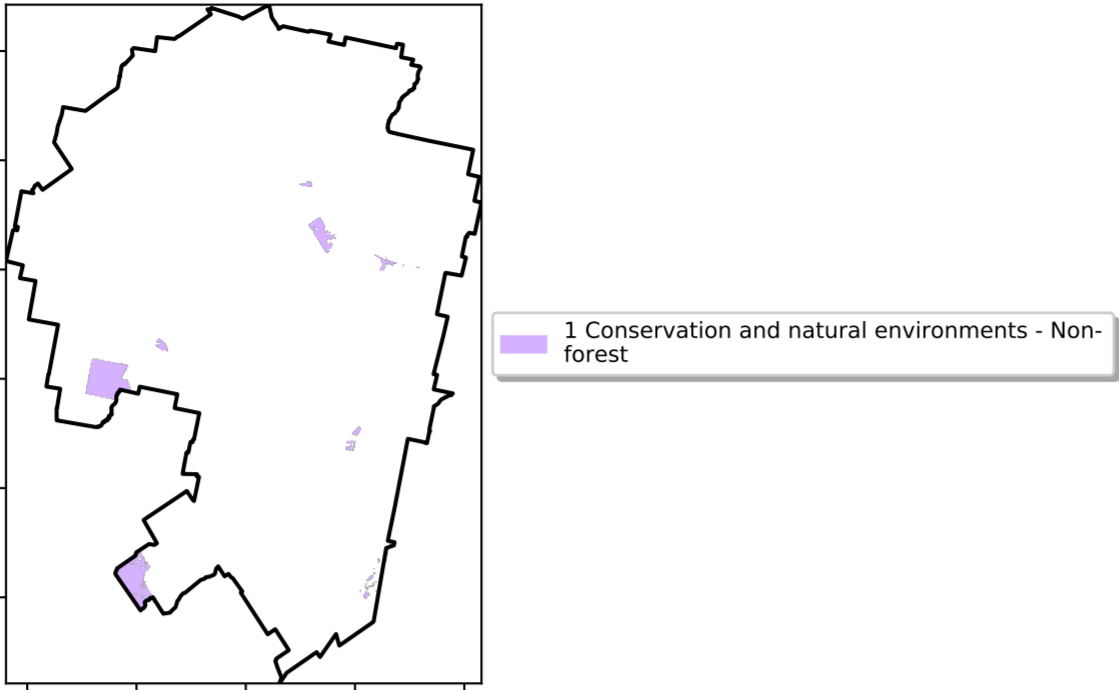 1 Conservation and natural environments - Non-
forest